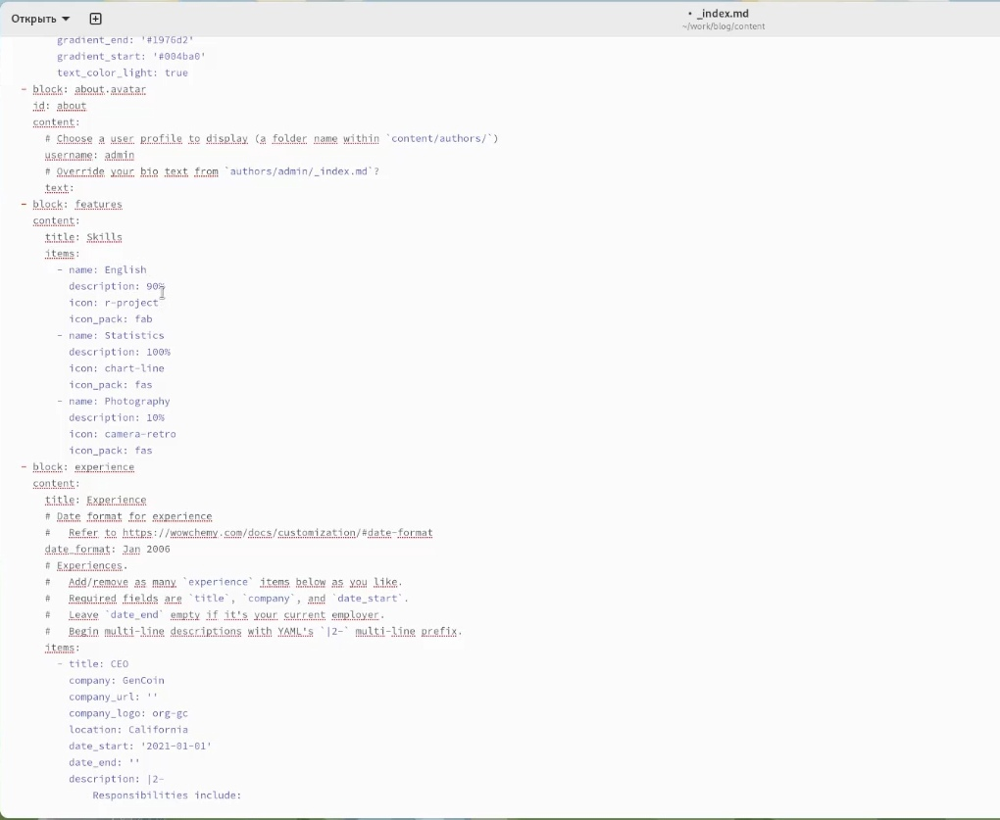 Открыть
• _index.md
~/work/blog/content
gradient_end: '#1976d2'
gradient_start: '#004ba0'
text_color_light: true
- block: about.avatar
id: about
content:
# Choose a user profile to display (a folder name within `content/authors/`)
username: admin
# Override your bio text from `authors/admin/_index.md`?
text:
- block: features
content:
title: Skills
items:
- name: English
description: 90%
icon: r-project
icon_pack: fab
- name: Statistics
description: 100%
icon: chart-line
icon_pack: fas
- name: Photography
description: 10%
icon: camera-retro
icon_pack: fas
- block: experience
content:
title: Experience
# Date format for experience
#   Refer to https://wowchemy.com/docs/customization/#date-format
date_format: Jan 2006
# Experiences.
#   Add/remove as many `experience` items below as you like.
#   Required fields are `title`, `company`, and `date_start`.
#   Leave `date_end` empty if it's your current employer.
#   Begin multi-line descriptions with YAML's `|2-` multi-line prefix.
items:
- title: CEO
company: GenCoin
company_url: ''
company_logo: org-gc
location: California
date_start: '2021-01-01'
date_end: ''
description: |2-
Responsibilities include: